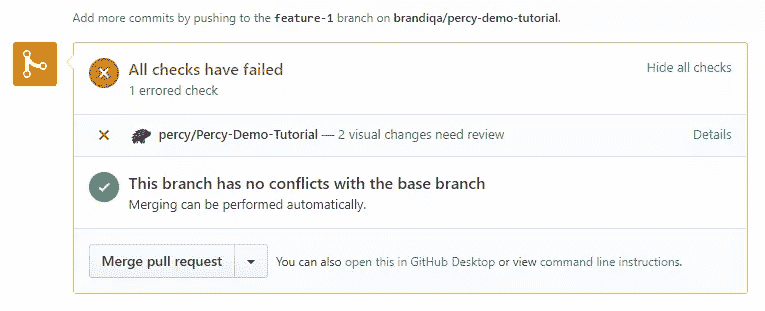 Add more commits by pushing to the feature-1 branch on brandiqa/percy-demo-tutorial.
All checks have failed
Hide all checks
1 errored check
percy/Percy-Demo-Tutorial — 2 visual changes need review
Details
This branch has no conflicts with the base branch
Merging can be performed automatically.
Merge pull request
You can also open this in GitHub Desktop or view command line instructions.